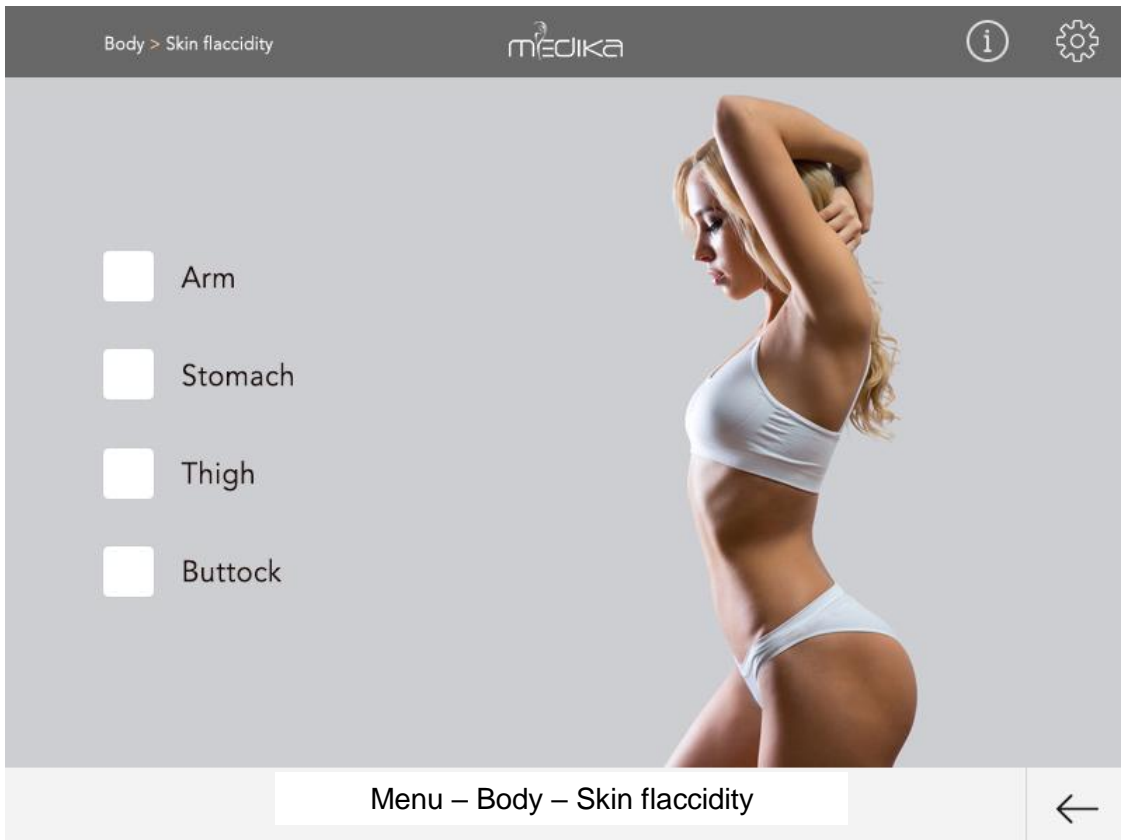 Body > Skin flaccidity
medika
i
Arm
Stomach
Thigh
Buttock
Menu – Body – Skin flaccidity